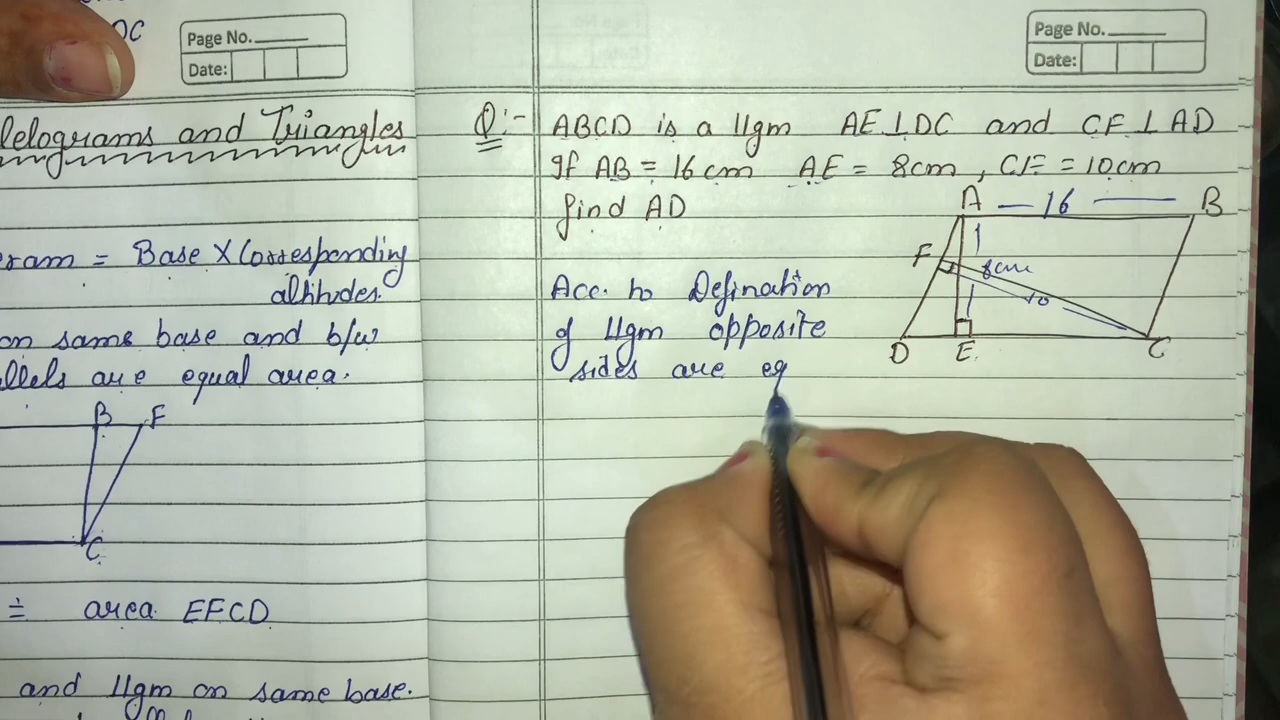 DC
Page No.
Date:
lelograms and Triangles
ram = Base X Corresponding
altitudes.
on same base and b/w
allels are equal area.
B F
C
= area EFCD
and llgm on same base.
Page No.
Date:
Q:- ABCD is a llgm AE⊥DC and CF⊥AD
If AB = 16 cm AE = 8cm, CF = 10cm
find AD
A 16 B
F 8cm
10
D E C
Acc. to Defination
of llgm opposite
sides are eq